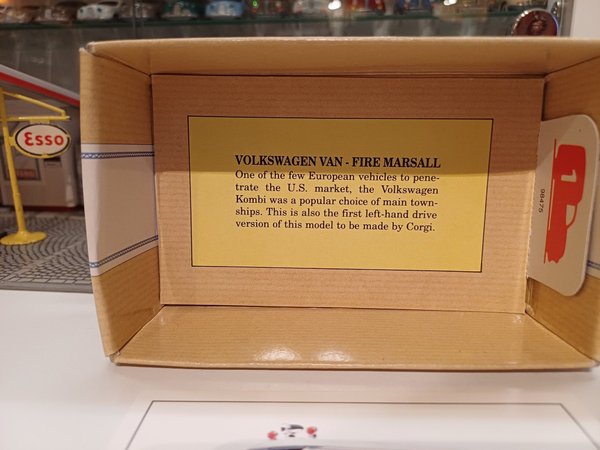 Esso
VOLKSWAGEN VAN - FIRE MARSALL
One of the few European vehicles to pene-
trate the U.S. market, the Volkswagen
Kombi was a popular choice of main town-
ships. This is also the first left-hand drive
version of this model to be made by Corgi.
1
98475